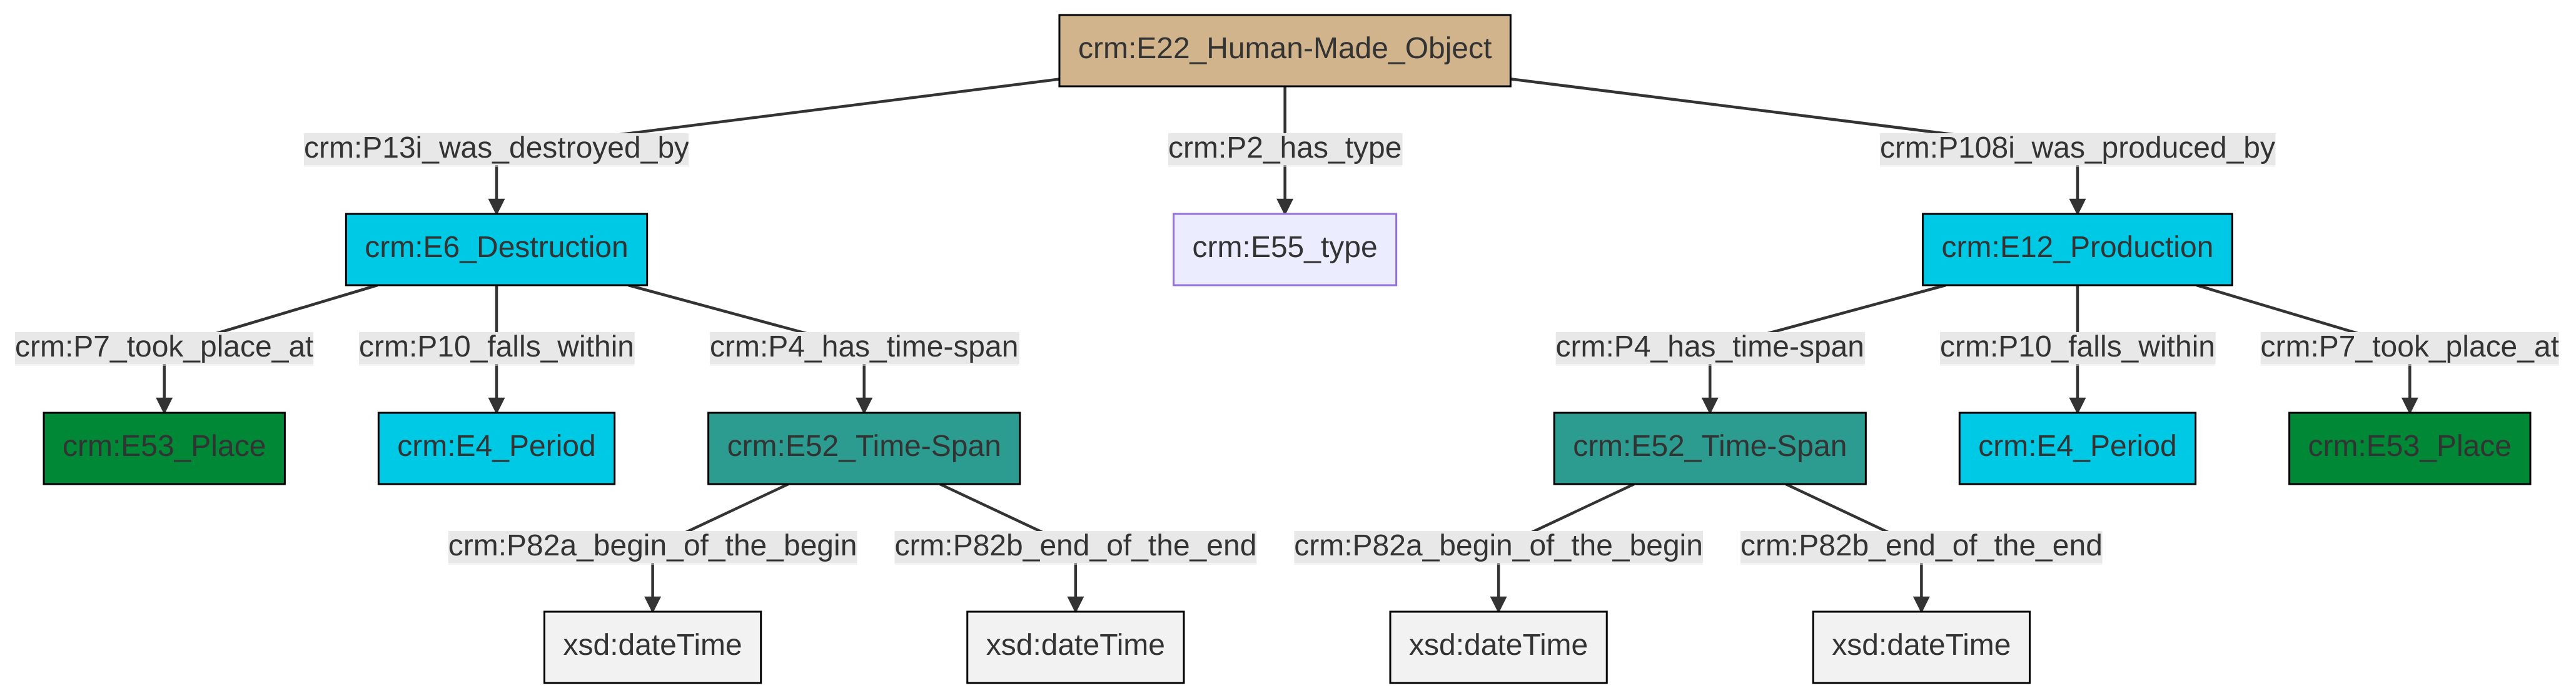 crm:E22_Human-Made_Object
crm:P13i_was_destroyed_by
crm:P2_has_type
crm:P108i_was_produced_by
crm:E6_Destruction
crm:E55_type
crm:E12_Production
crm:P7_took_place_at
crm:P10_falls_within
crm:P4_has_time-span
crm:P4_has_time-span
crm:P10_falls_within
crm:P7_took_place_at
crm:E53_Place
crm:E4_Period
crm:E52_Time-Span
crm:E52_Time-Span
crm:E4_Period
crm:E53_Place
crm:P82a_begin_of_the_begin
crm:P82b_end_of_the_end
crm:P82a_begin_of_the_begin
crm:P82b_end_of_the_end
xsd:dateTime
xsd:dateTime
xsd:dateTime
xsd:dateTime